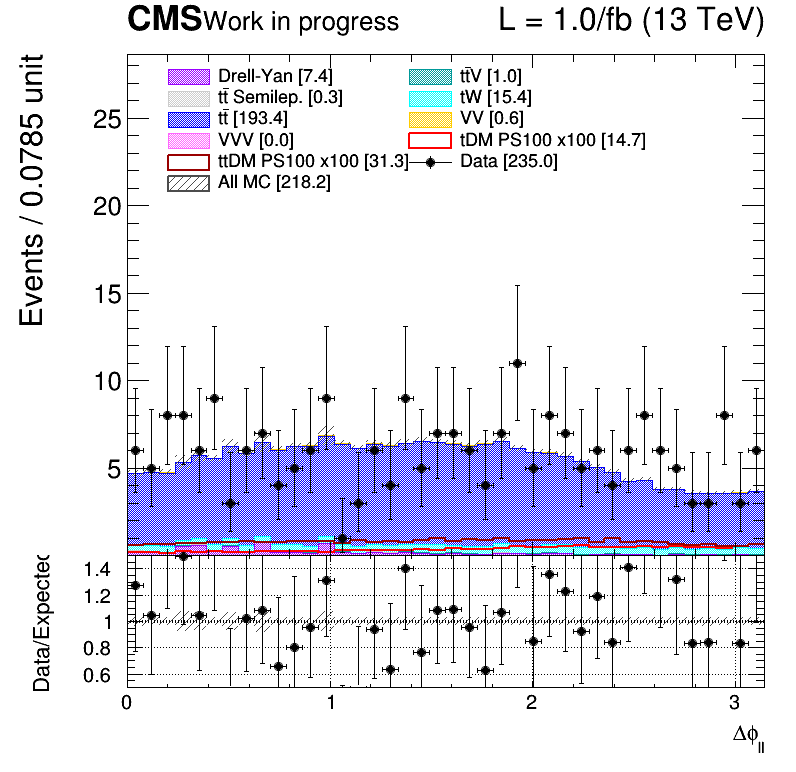 CMS Work in progress L = 1.0/fb (13 TeV)
Events / 0.0785 unit
Drell-Yan [7.4] tt̄V [1.0]
tt̄ Semilep. [0.3] tW [15.4]
tt̄ [193.4] VV [0.6]
VVV [0.0] tDM PS100 x100 [14.7]
ttDM PS100 x100 [31.3] Data [235.0]
All MC [218.2]
25
20
15
10
5
Data/Expected
1.4
1.2
1
0.8
0.6
0 1 2 3
Δϕ_ll